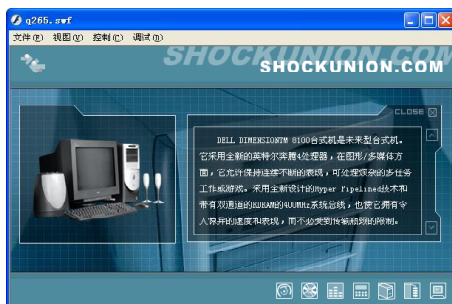 q265.swf
文件(F) 视图(V) 控制(C) 调试(D)
SHOCKUNION.COM
SHOCKUNION.COM
CLOSE
DELL DIMENSIONTM 8100台式机是未来型台式机。
它采用全新的英特尔奔腾4处理器，在图形/多媒体方
面，它允许保持连续不断的表现，可处理烦杂的多任务
工作或游戏。采用全新设计的Hyper Pipelined技术和
带有双通道的RDRAM的400MHz系统总线，也使它拥有令
人惊异的速度和表现，而不必受到传输瓶颈的限制。